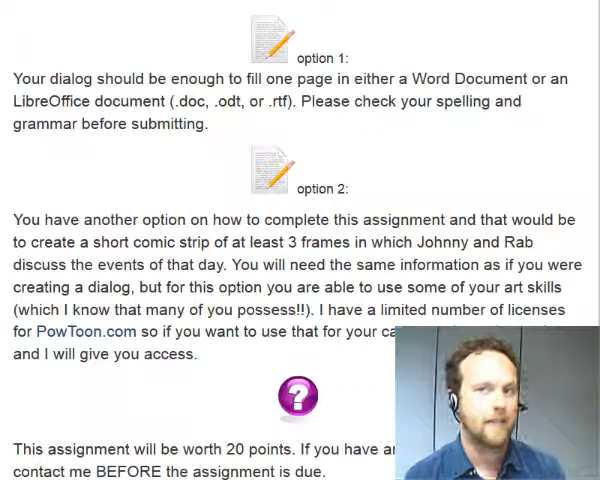 option 1:
Your dialog should be enough to fill one page in either a Word Document or an
LibreOffice document (.doc, .odt, or .rtf). Please check your spelling and
grammar before submitting.
option 2:
You have another option on how to complete this assignment and that would be
to create a short comic strip of at least 3 frames in which Johnny and Rab
discuss the events of that day. You will need the same information as if you were
creating a dialog, but for this option you are able to use some of your art skills
(which I know that many of you possess!!). I have a limited number of licenses
for PowToon.com so if you want to use that for your
and I will give you access.
?
This assignment will be worth 20 points. If you have
contact me BEFORE the assignment is due.